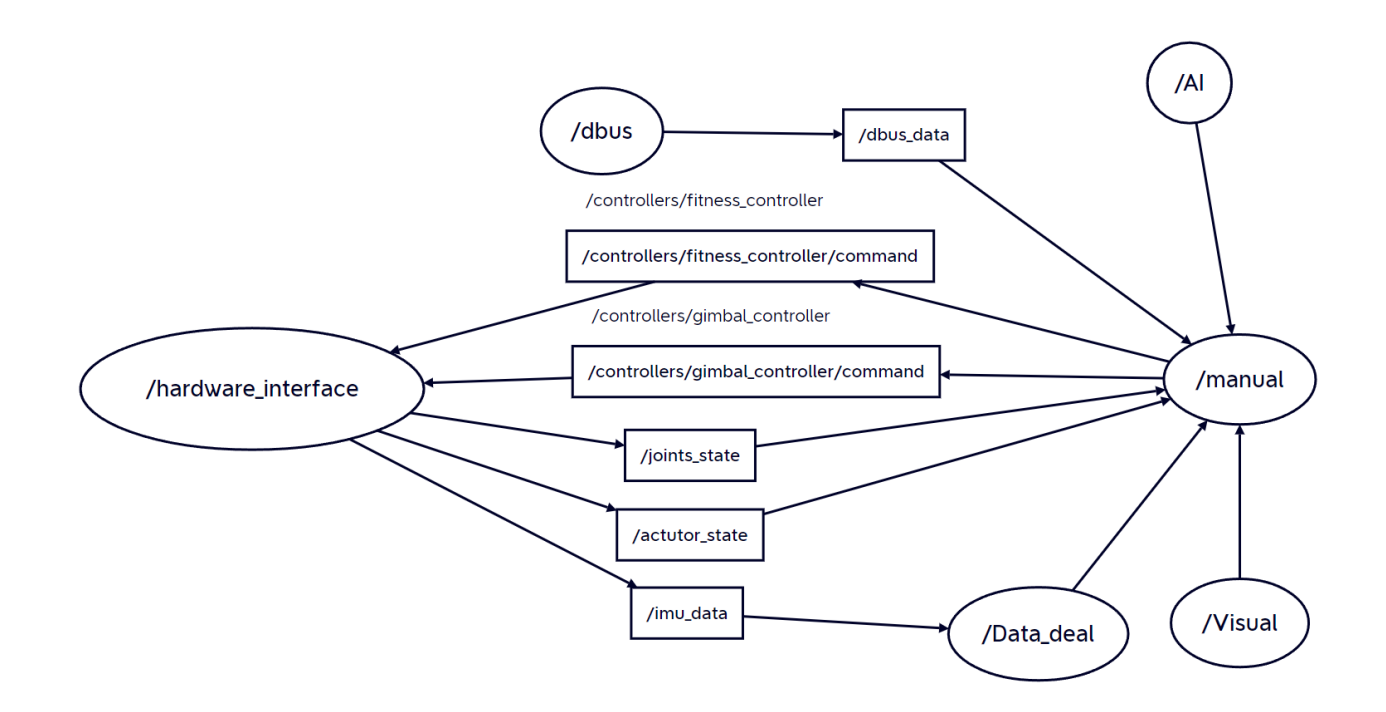 /AI
/dbus
/dbus_data
/controllers/fitness_controller
/controllers/fitness_controller/command
/controllers/gimbal_controller
/controllers/gimbal_controller/command
/manual
/hardware_interface
/joints_state
/actutor_state
/imu_data
/Data_deal
/Visual